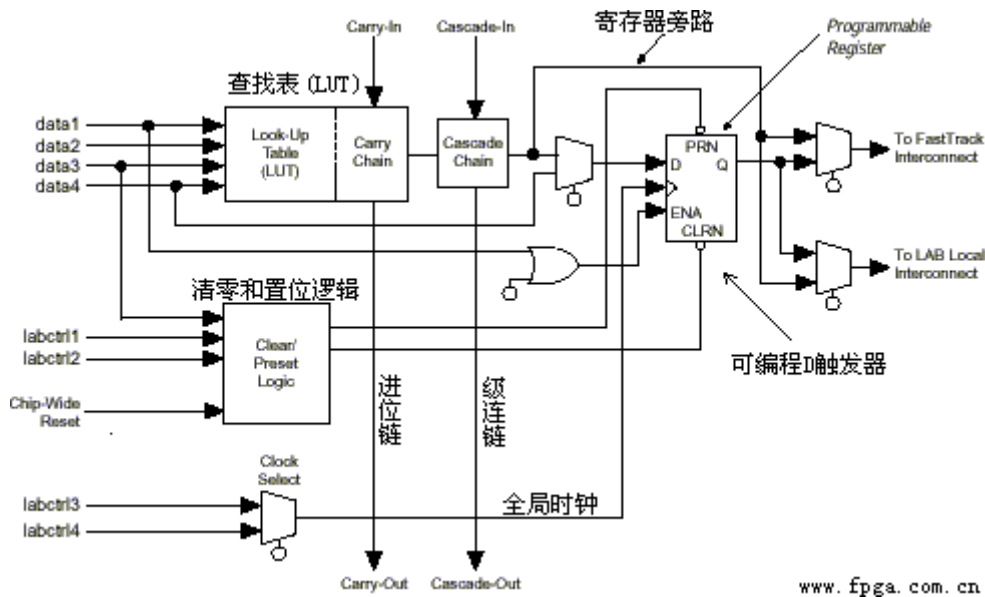 Carry-In
Cascade-In
寄存器旁路
Programmable
Register
查找表(LUT)
data1
data2
data3
data4
Look-Up
Table
(LUT)
Carry
Chain
Cascade
Chain
PRN
D
Q
ENA
CLRN
To FastTrack
Interconnect
To LAB Local
Interconnect
清零和置位逻辑
labctrl1
labctrl2
Clean/
Preset
Logic
Chip-Wide
Reset
进位链
级连链
可编程D触发器
Clock
Select
labctrl3
labctrl4
全局时钟
Carry-Out
Cascade-Out
www.fpga.com.cn